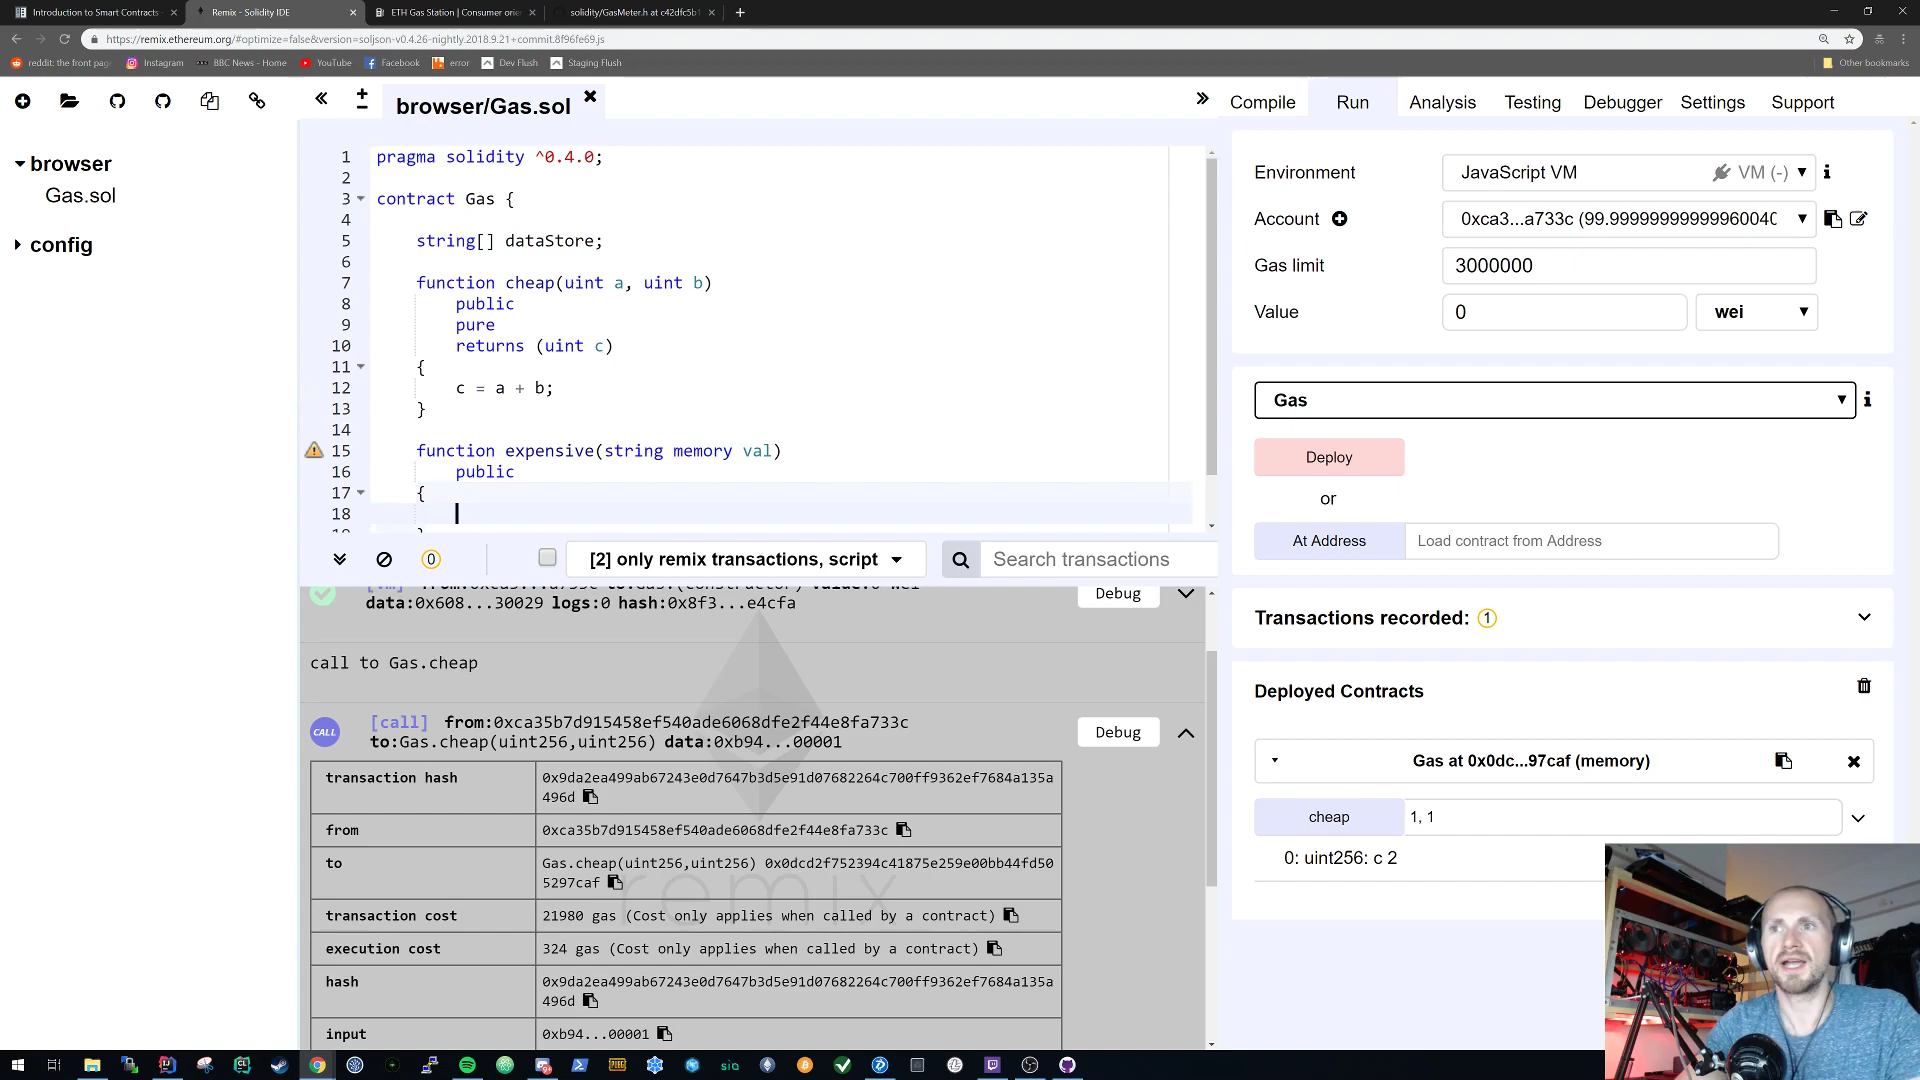 Introduction to Smart Contracts
Remix - Solidity IDE
ETH Gas Station | Consumer orie
solidity/GasMeter.h at c42dfc5b1
https://remix.ethereum.org/#optimize=false&version=soljson-v0.4.26-nightly.2018.9.21+commit.8f96fe69.js
reddit: the front pag
Instagram
BBC News - Home
YouTube
Facebook
error
Dev Flush
Staging Flush
Other bookmarks
browser/Gas.sol
Compile
Run
Analysis
Testing
Debugger
Settings
Support
browser
Gas.sol
config
1 pragma solidity ^0.4.0;
2
3 contract Gas {
4
5 string[] dataStore;
6
7 function cheap(uint a, uint b)
8 public
9 pure
10 returns (uint c)
11 {
12 c = a + b;
13 }
14
15 function expensive(string memory val)
16 public
17 {
18
Environment
JavaScript VM
VM (-)
Account
0xca3...a733c (99.9999999999996004
Gas limit
3000000
Value
0
wei
Gas
Deploy
or
At Address
Load contract from Address
Transactions recorded: 1
Deployed Contracts
Gas at 0x0dc...97caf (memory)
cheap
1, 1
0: uint256: c 2
0
[2] only remix transactions, script
Search transactions
data:0x608...30029 logs:0 hash:0x8f3...e4cfa
Debug
call to Gas.cheap
CALL
[call] from:0xca35b7d915458ef540ade6068dfe2f44e8fa733c
to:Gas.cheap(uint256,uint256) data:0xb94...00001
Debug
transaction hash
0x9da2ea499ab67243e0d7647b3d5e91d07682264c700ff9362ef7684a135a
496d
from
0xca35b7d915458ef540ade6068dfe2f44e8fa733c
to
Gas.cheap(uint256,uint256) 0x0dcd2f752394c41875e259e00bb44fd50
5297caf
transaction cost
21980 gas (Cost only applies when called by a contract)
execution cost
324 gas (Cost only applies when called by a contract)
hash
0x9da2ea499ab67243e0d7647b3d5e91d07682264c700ff9362ef7684a135a
496d
input
0xb94...00001
remix
sia